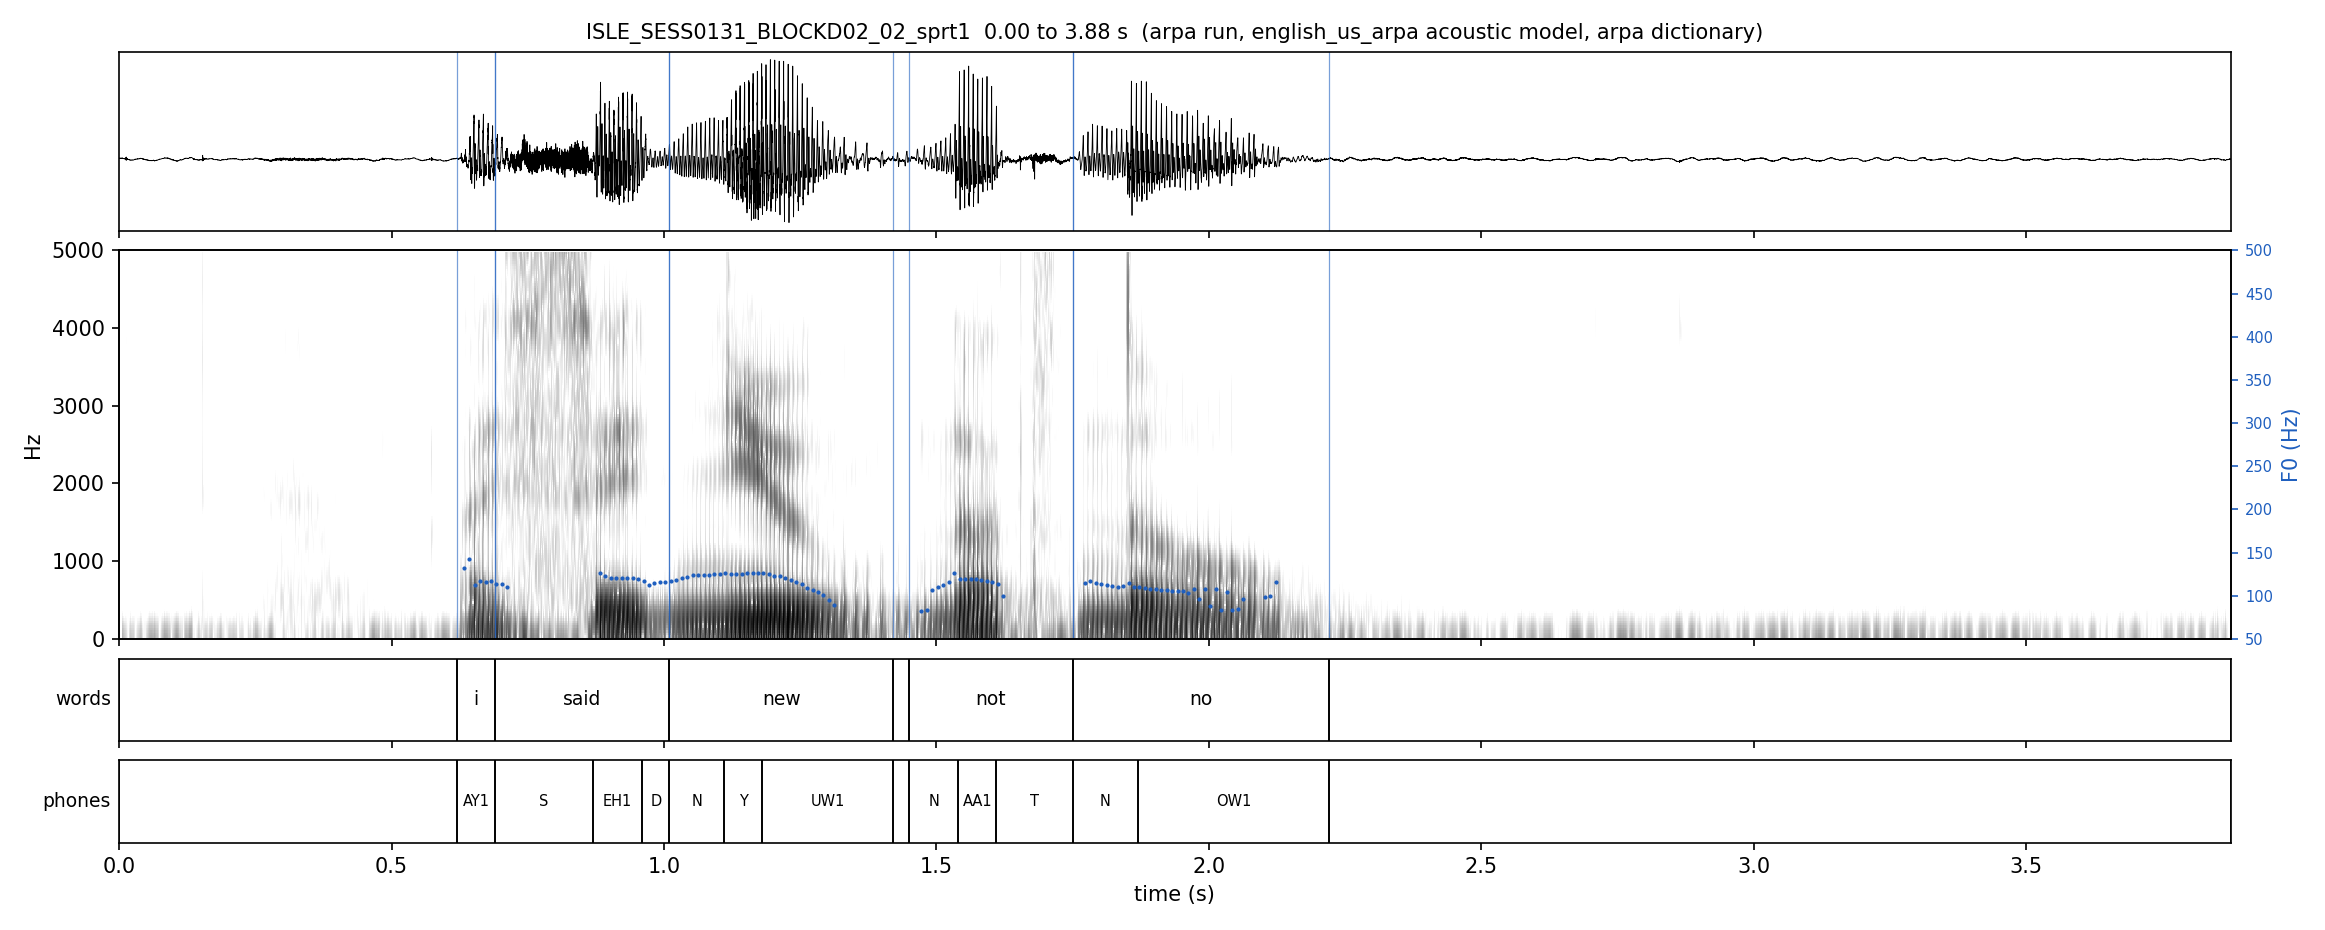 ISLE_SESS0131_BLOCKD02_02_sprt1  0.00 to 3.88 s  (arpa run, english_us_arpa acoustic model, arpa dictionary)
5000
4000
3000
2000
1000
0
Hz
500
450
400
350
300
250
200
150
100
50
F0 (Hz)
words
i
said
new
not
no
phones
AY1
S
EH1
D
N
Y
UW1
N
AA1
T
N
OW1
0.0
0.5
1.0
1.5
2.0
2.5
3.0
3.5
time (s)